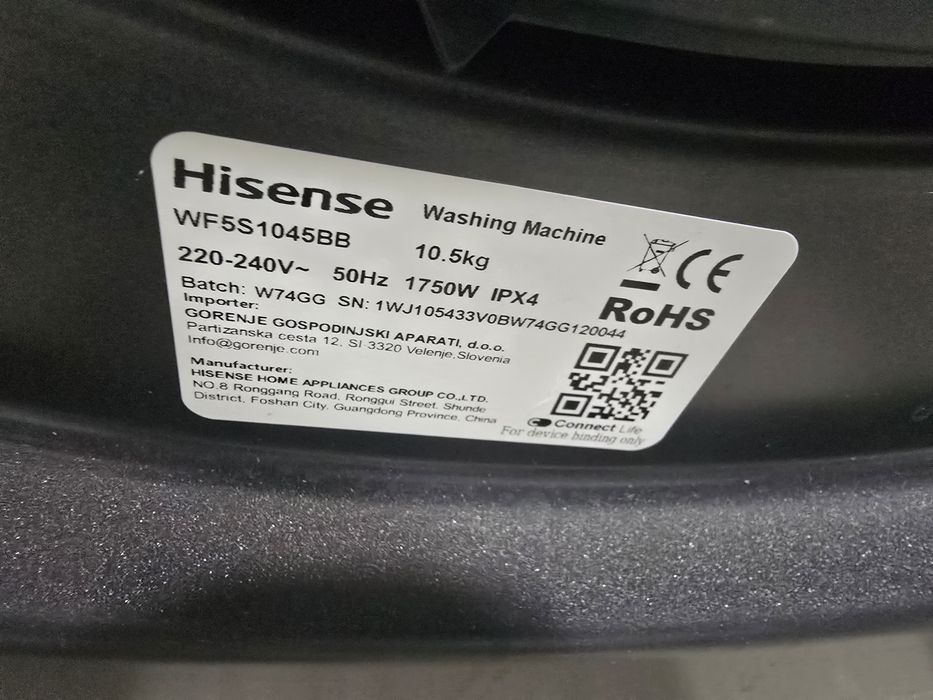 Hisense Washing Machine
WF5S1045BB 10.5kg
220-240V~ 50Hz 1750W IPX4
Batch: W74GG SN: 1WJ105433V0BW74GG120044
Importer:
GORENJE GOSPODINJSKI APARATI, d.o.o.
Partizanska cesta 12, SI-3320 Velenje,Slovenia
Info@gorenje.com
Manufacturer:
HISENSE HOME APPLIANCES GROUP CO.,LTD.
NO.8 Ronggang Road, Ronggui Street, Shunde
District, Foshan City, Guangdong Province, China
CE
RoHS
Connect Life
For device binding only